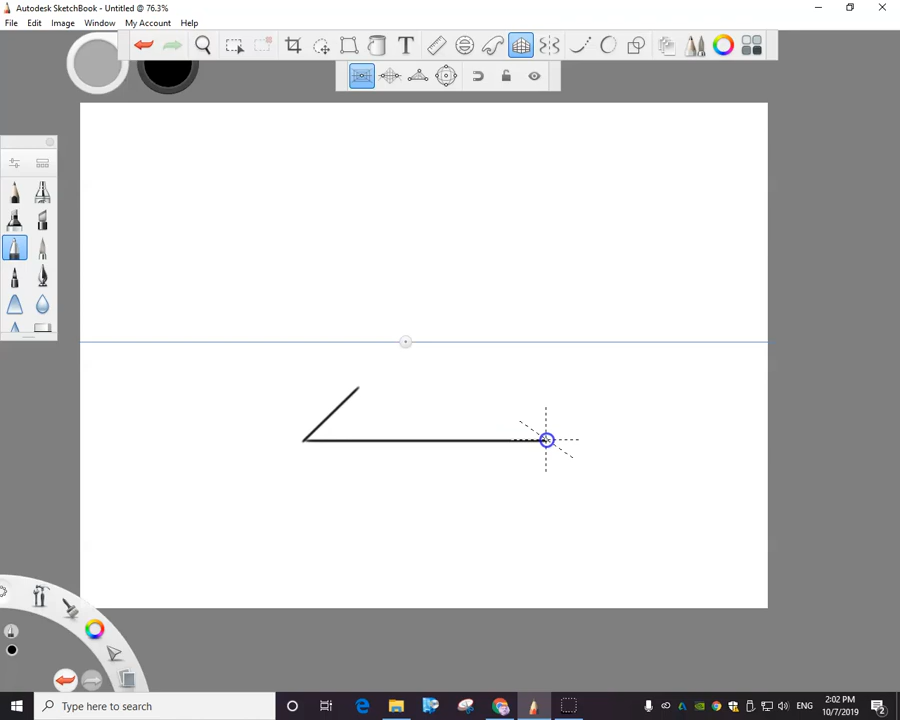 Autodesk SketchBook - Untitled @ 76.3%
File Edit Image Window My Account Help
T
Type here to search
ENG
2:02 PM
10/7/2019
2